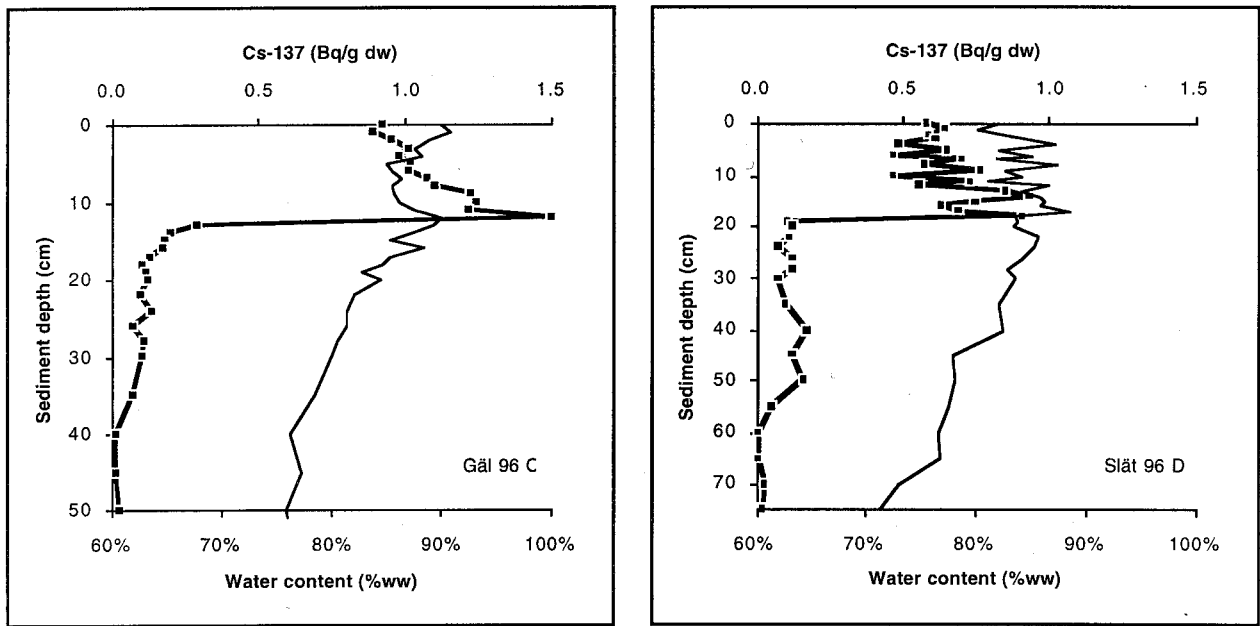 Cs-137 (Bq/g dw)
0.0 0.5 1.0 1.5
0
10
20
30
40
50
Sediment depth (cm)
Gäl 96 C
60% 70% 80% 90% 100%
Water content (%ww)
Cs-137 (Bq/g dw)
0.0 0.5 1.0 1.5
0
10
20
30
40
50
60
70
Sediment depth (cm)
Slät 96 D
60% 70% 80% 90% 100%
Water content (%ww)